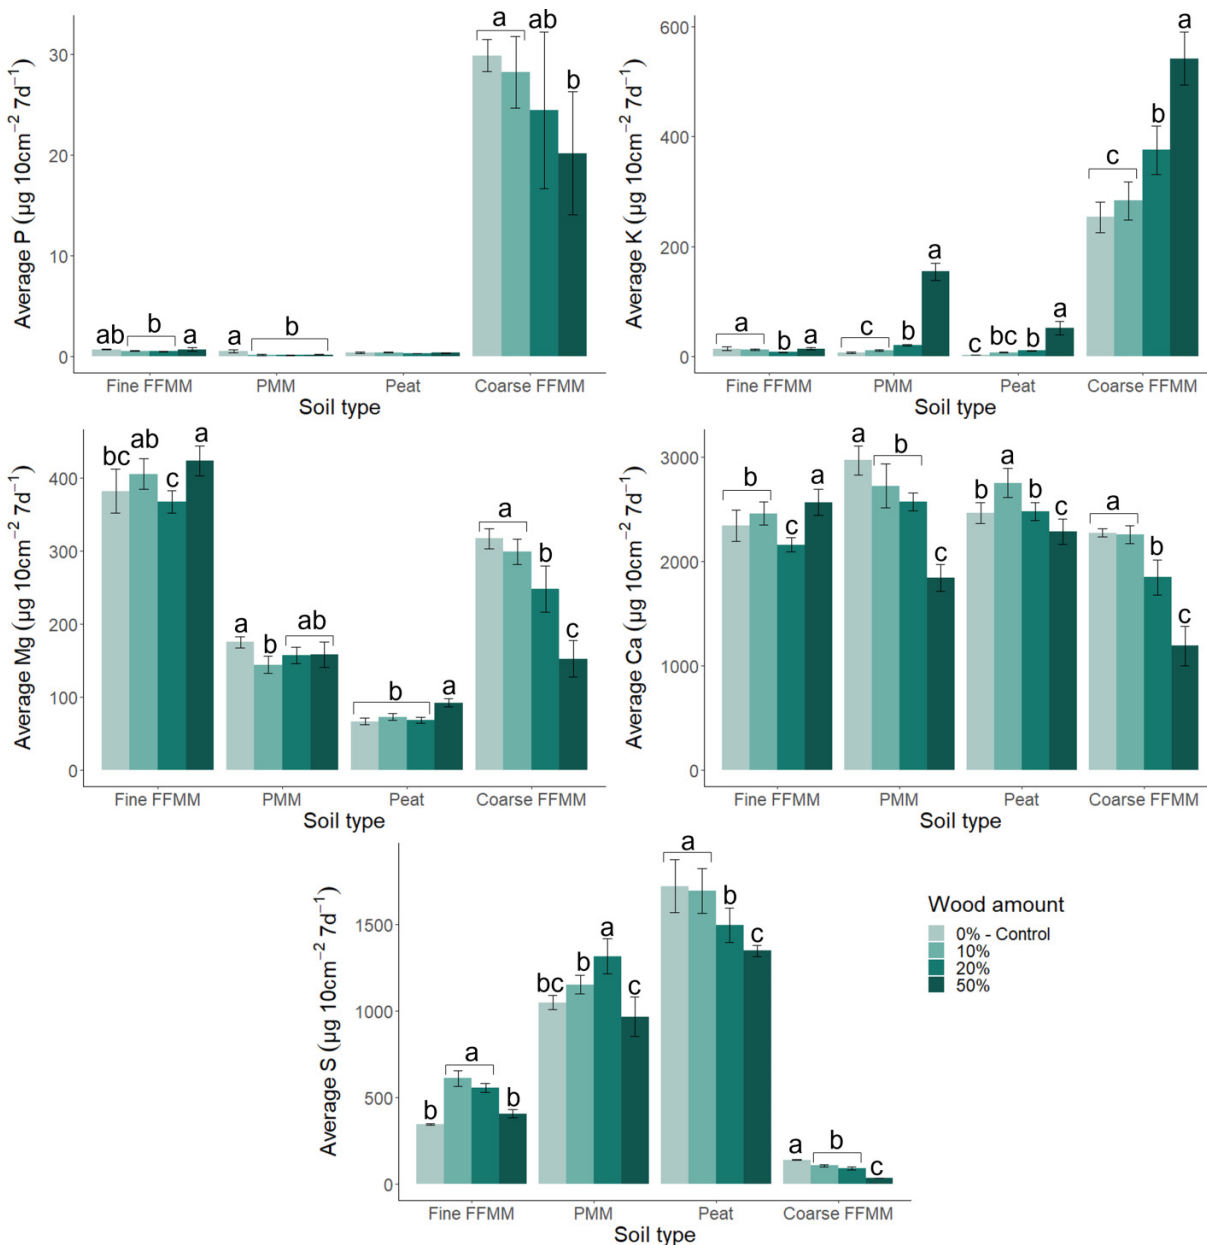 Average P (µg 10cm⁻² 7d⁻¹)
30
20
10
0
ab b a
a b
a ab b
Fine FFMM PMM Peat Coarse FFMM
Soil type
Average K (µg 10cm⁻² 7d⁻¹)
600
400
200
0
a b a
c b a
c bc b a
c b a
Fine FFMM PMM Peat Coarse FFMM
Soil type
Average Mg (µg 10cm⁻² 7d⁻¹)
400
300
200
100
0
bc ab c a
a b ab
b a
a b c
Fine FFMM PMM Peat Coarse FFMM
Soil type
Average Ca (µg 10cm⁻² 7d⁻¹)
3000
2000
1000
0
b c a
a b c
b a b c
a b c
Fine FFMM PMM Peat Coarse FFMM
Soil type
Average S (µg 10cm⁻² 7d⁻¹)
1500
1000
500
0
b a b
bc b a c
a b c
a b c
Fine FFMM PMM Peat Coarse FFMM
Soil type
Wood amount
0% - Control
10%
20%
50%